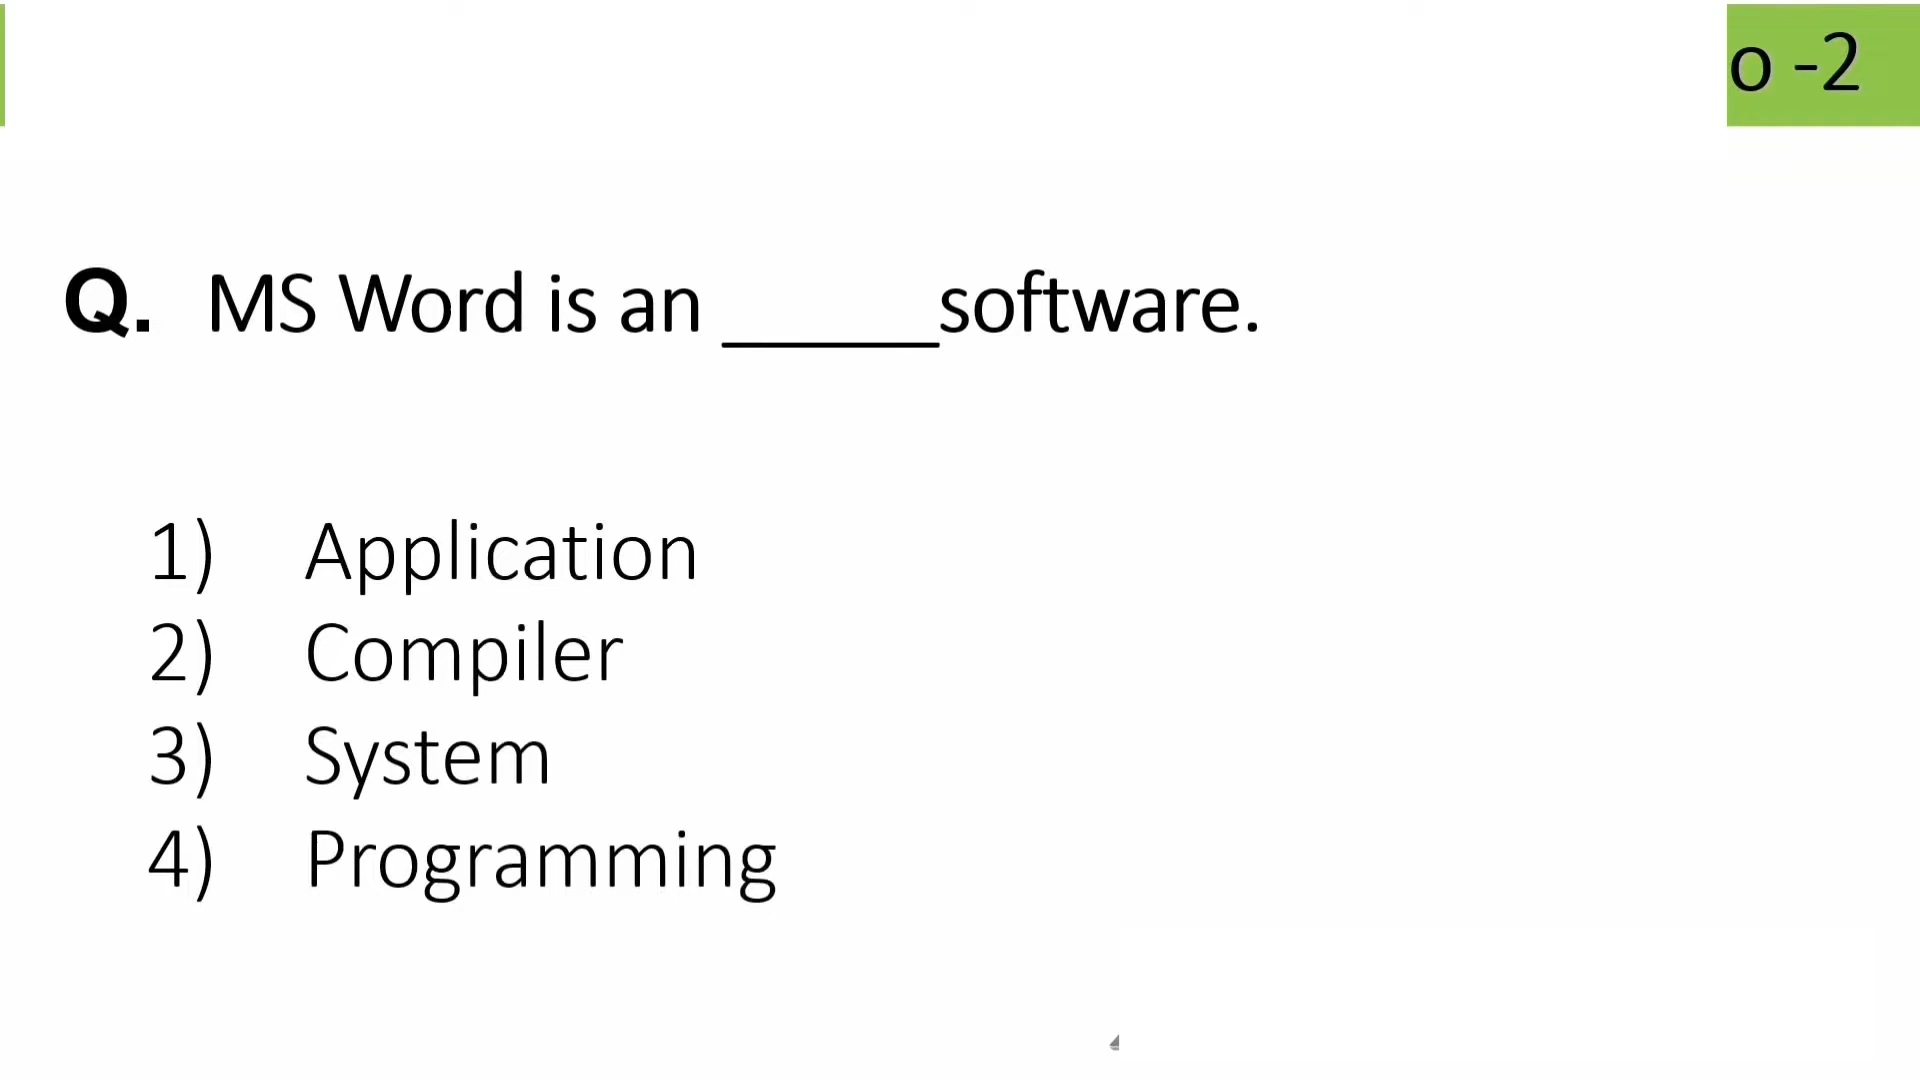 o -2
Q. MS Word is an ______software.
1) Application
2) Compiler
3) System
4) Programming